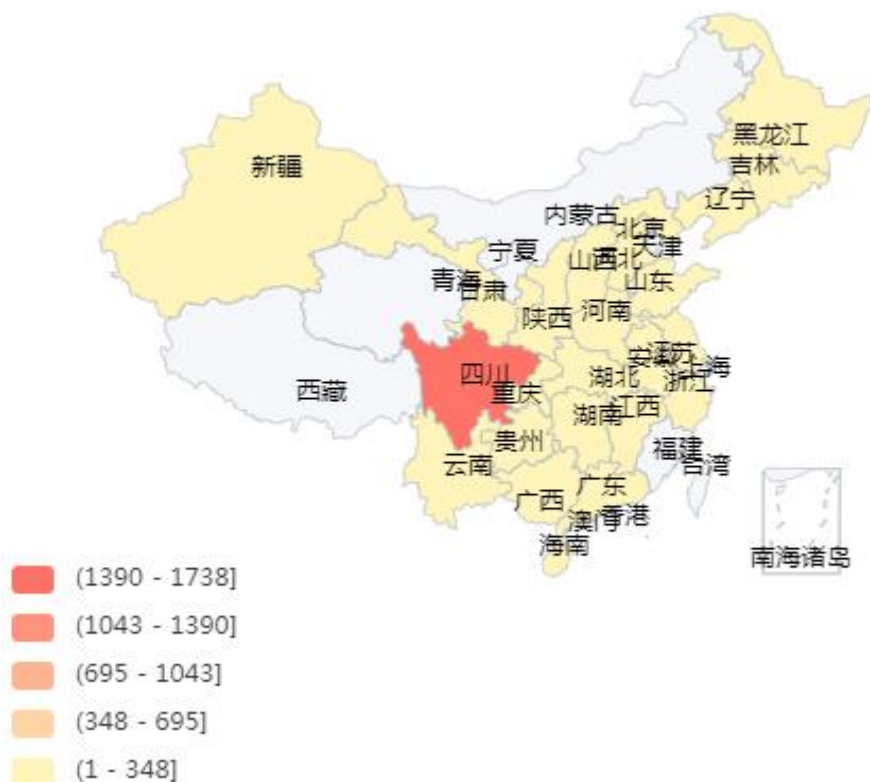 黑龙江
吉林
新疆
辽宁
内蒙古
北京
天津
宁夏
山西
河北
青海
甘肃
山东
陕西
河南
江苏
安徽
上海
四川
湖北
浙江
西藏
重庆
湖南
江西
贵州
福建
云南
台湾
广西
广东
澳门
香港
海南
南海诸岛
(1390 - 1738]
(1043 - 1390]
(695 - 1043]
(348 - 695]
(1 - 348]